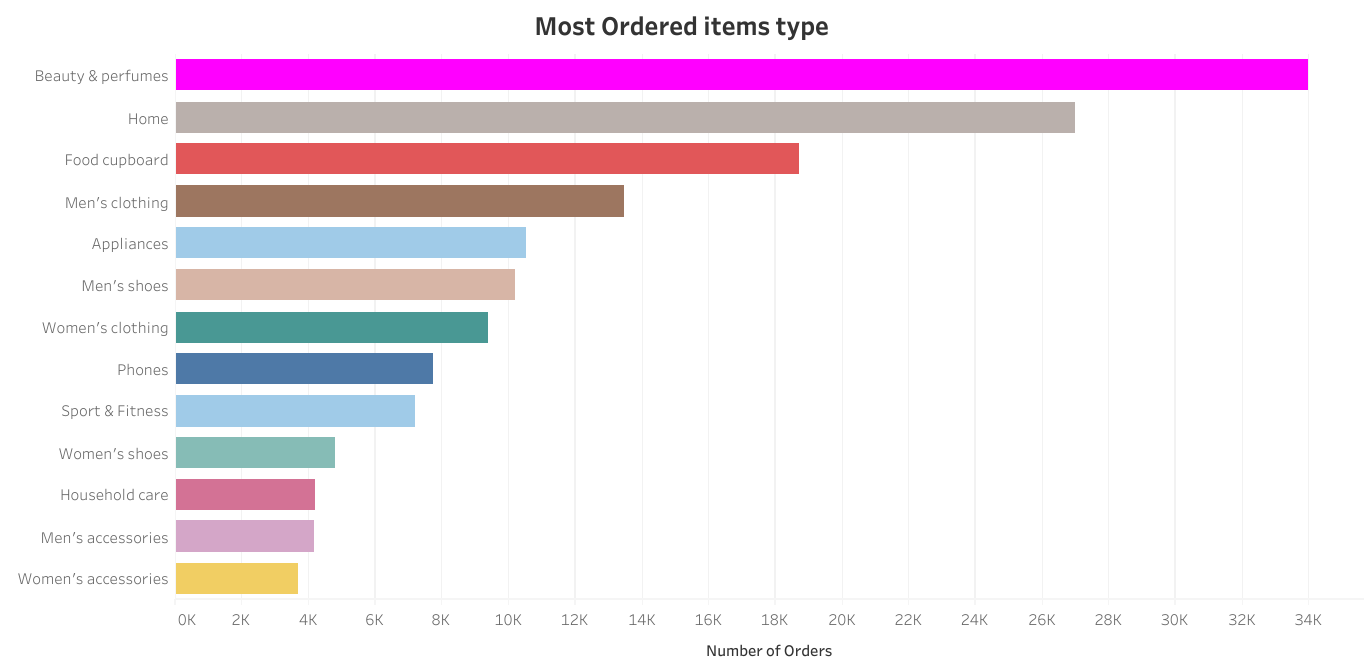 Most Ordered items type
Beauty & perfumes
Home
Food cupboard
Men's clothing
Appliances
Men's shoes
Women's clothing
Phones
Sport & Fitness
Women's shoes
Household care
Men's accessories
Women's accessories
0K 2K 4K 6K 8K 10K 12K 14K 16K 18K 20K 22K 24K 26K 28K 30K 32K 34K
Number of Orders